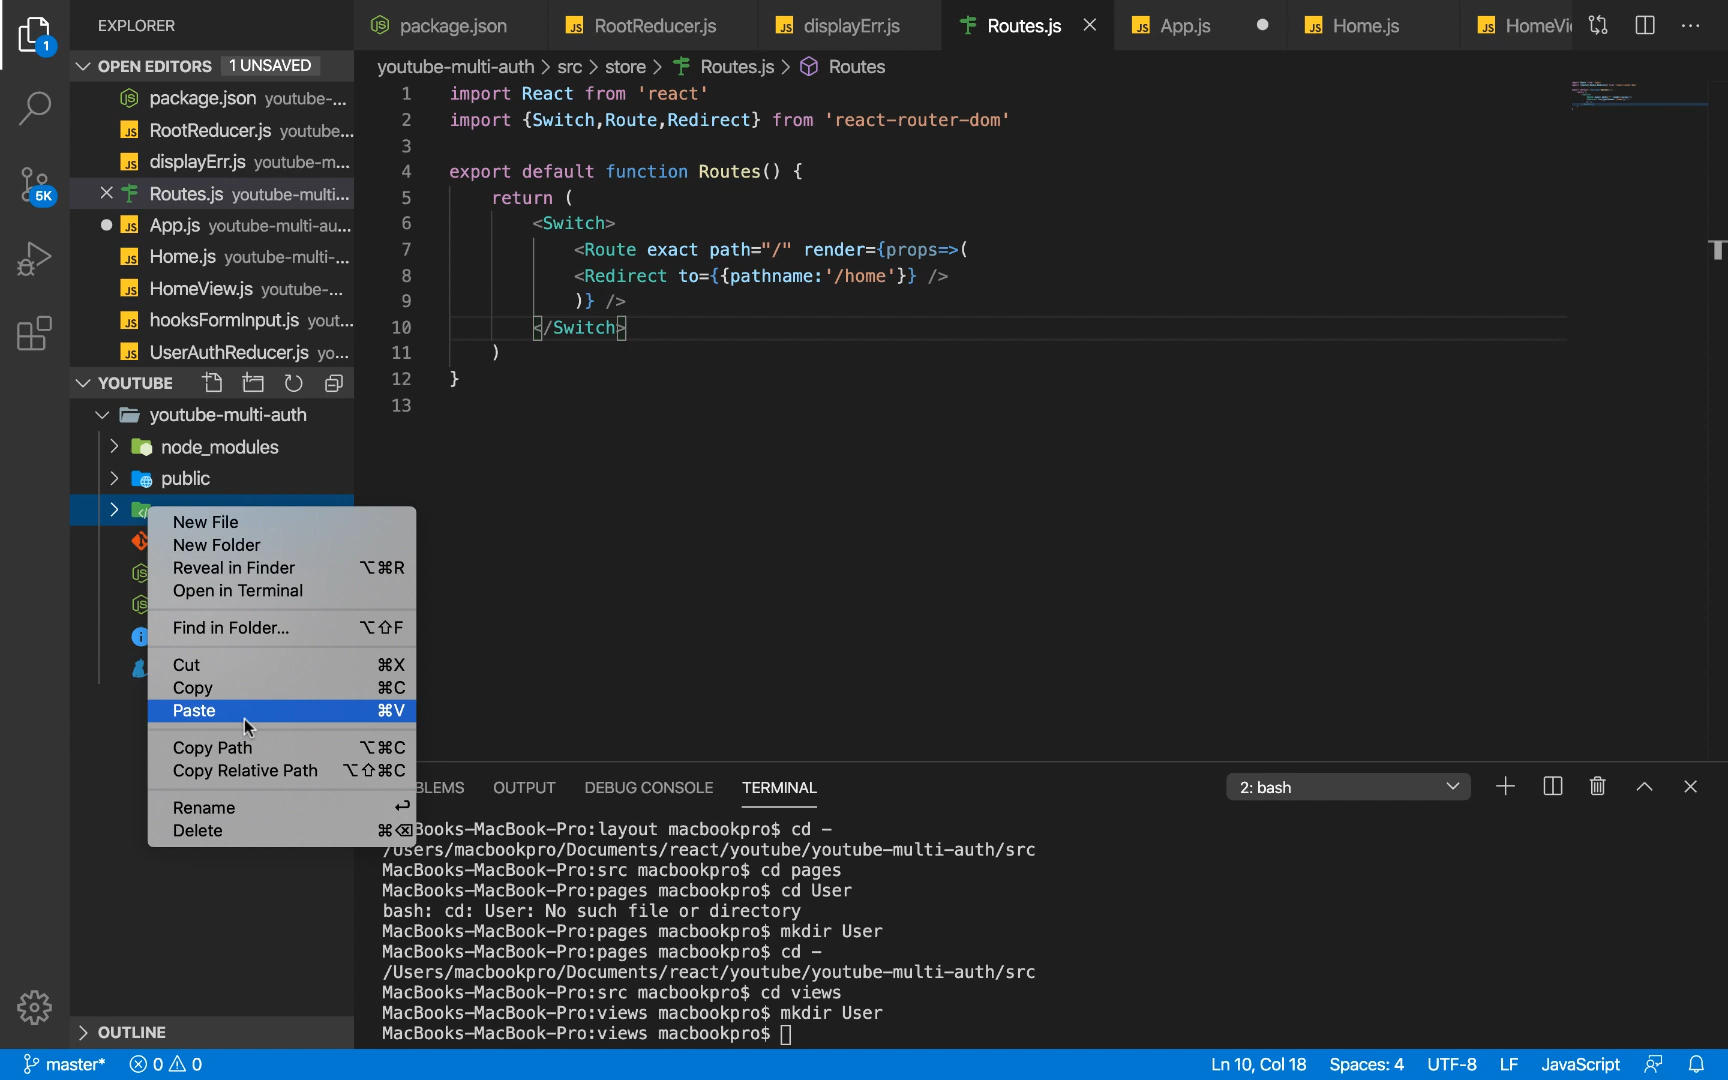 EXPLORER
package.json
RootReducer.js
displayErr.js
Routes.js
App.js
Home.js
HomeVi
1
OPEN EDITORS 1 UNSAVED
youtube-multi-auth > src > store > Routes.js > Routes
package.json youtube-...
RootReducer.js youtube...
displayErr.js youtube-m...
Routes.js youtube-multi...
App.js youtube-multi-au...
Home.js youtube-multi-...
HomeView.js youtube-...
hooksFormInput.js yout...
UserAuthReducer.js yo...
5K
YOUTUBE
youtube-multi-auth
node_modules
public
1 import React from 'react'
2 import {Switch,Route,Redirect} from 'react-router-dom'
3
4 export default function Routes() {
5 return (
6 <Switch>
7 <Route exact path="/" render={props=>(
8 <Redirect to={{pathname:'/home'}} />
9 )} />
10 </Switch>
11 )
12 }
13
New File
New Folder
Reveal in Finder ⌥⌘R
Open in Terminal
Find in Folder... ⌥⇧F
Cut ⌘X
Copy ⌘C
Paste ⌘V
Copy Path ⌥⌘C
Copy Relative Path ⌥⇧⌘C
Rename ↩
Delete ⌘⌫
BLEMS OUTPUT DEBUG CONSOLE TERMINAL 2: bash
Books-MacBook-Pro:layout macbookpro$ cd -
/Users/macbookpro/Documents/react/youtube/youtube-multi-auth/src
MacBooks-MacBook-Pro:src macbookpro$ cd pages
MacBooks-MacBook-Pro:pages macbookpro$ cd User
bash: cd: User: No such file or directory
MacBooks-MacBook-Pro:pages macbookpro$ mkdir User
MacBooks-MacBook-Pro:pages macbookpro$ cd -
/Users/macbookpro/Documents/react/youtube/youtube-multi-auth/src
MacBooks-MacBook-Pro:src macbookpro$ cd views
MacBooks-MacBook-Pro:views macbookpro$ mkdir User
MacBooks-MacBook-Pro:views macbookpro$
OUTLINE
master* 0 0 Ln 10, Col 18 Spaces: 4 UTF-8 LF JavaScript